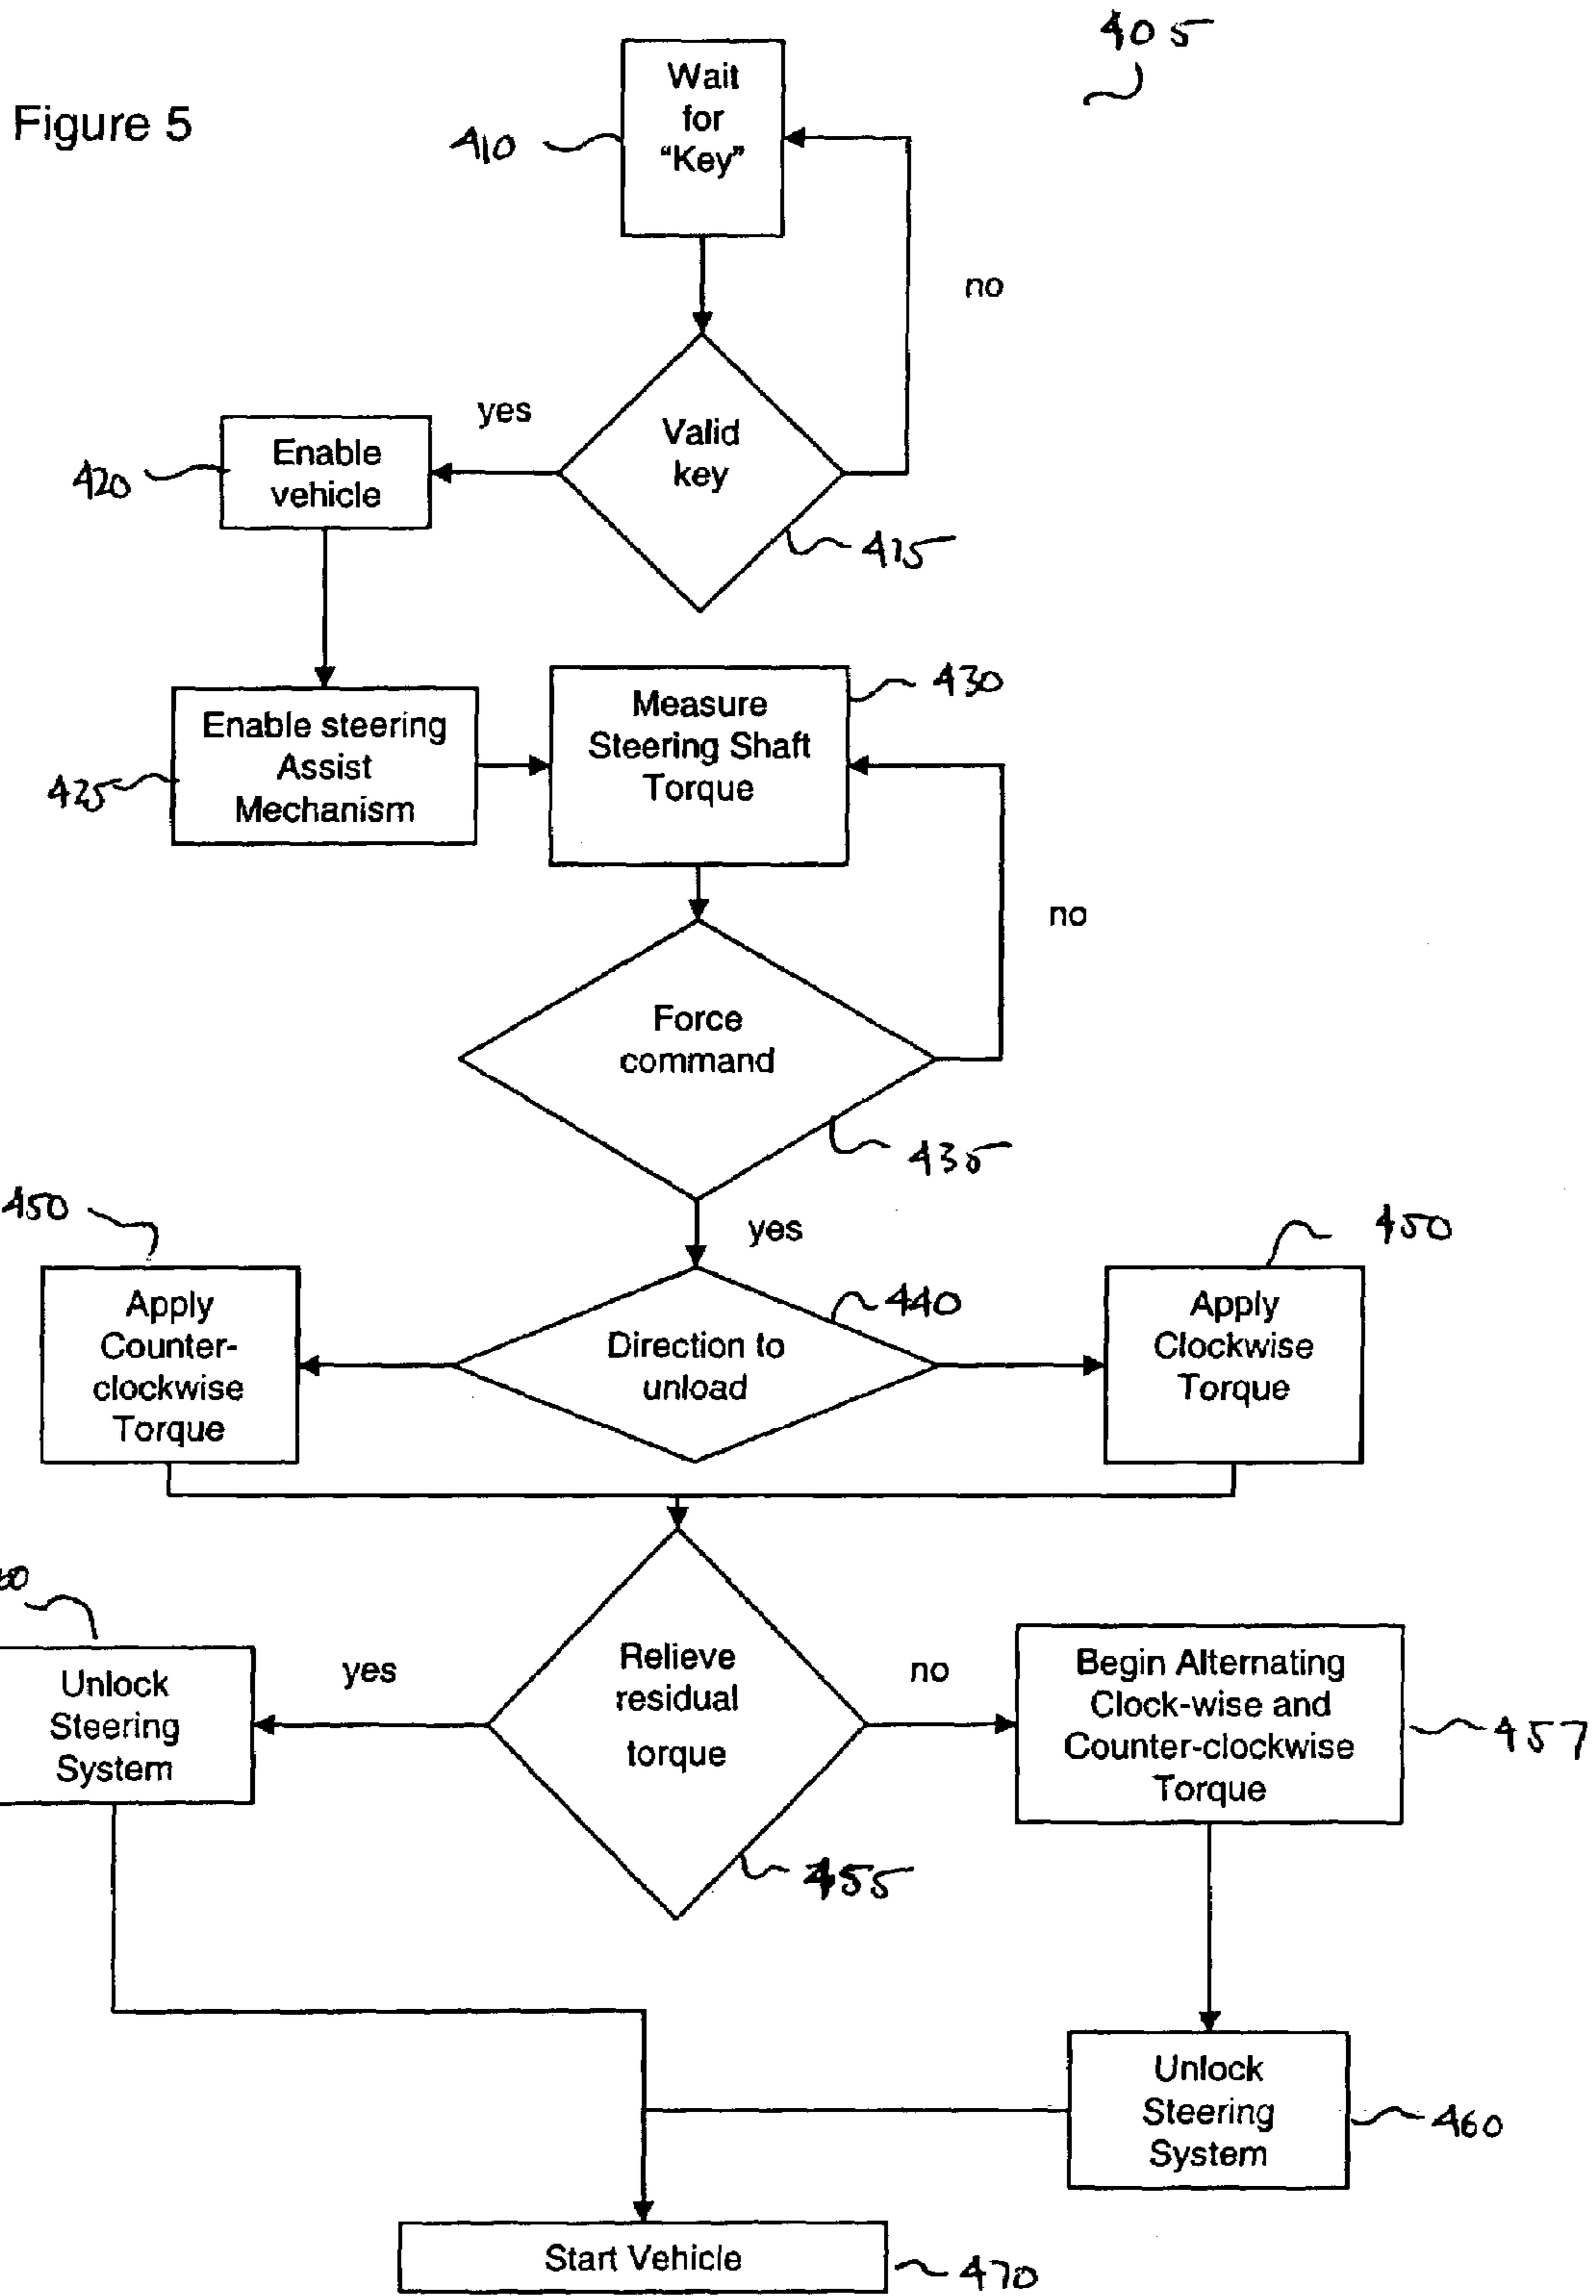 405
Figure 5
Wait
for
“Key”
410
no
yes
Valid
key
Enable
vehicle
420
415
Enable steering
Assist
Mechanism
425
Measure
Steering Shaft
Torque
430
no
Force
command
435
yes
450
Apply
Counter-
clockwise
Torque
440
Direction to
unload
450
Apply
Clockwise
Torque
Unlock
Steering
System
yes
Relieve
residual
torque
no
Begin Alternating
Clock-wise and
Counter-clockwise
Torque
457
455
Unlock
Steering
System
460
Start Vehicle
470